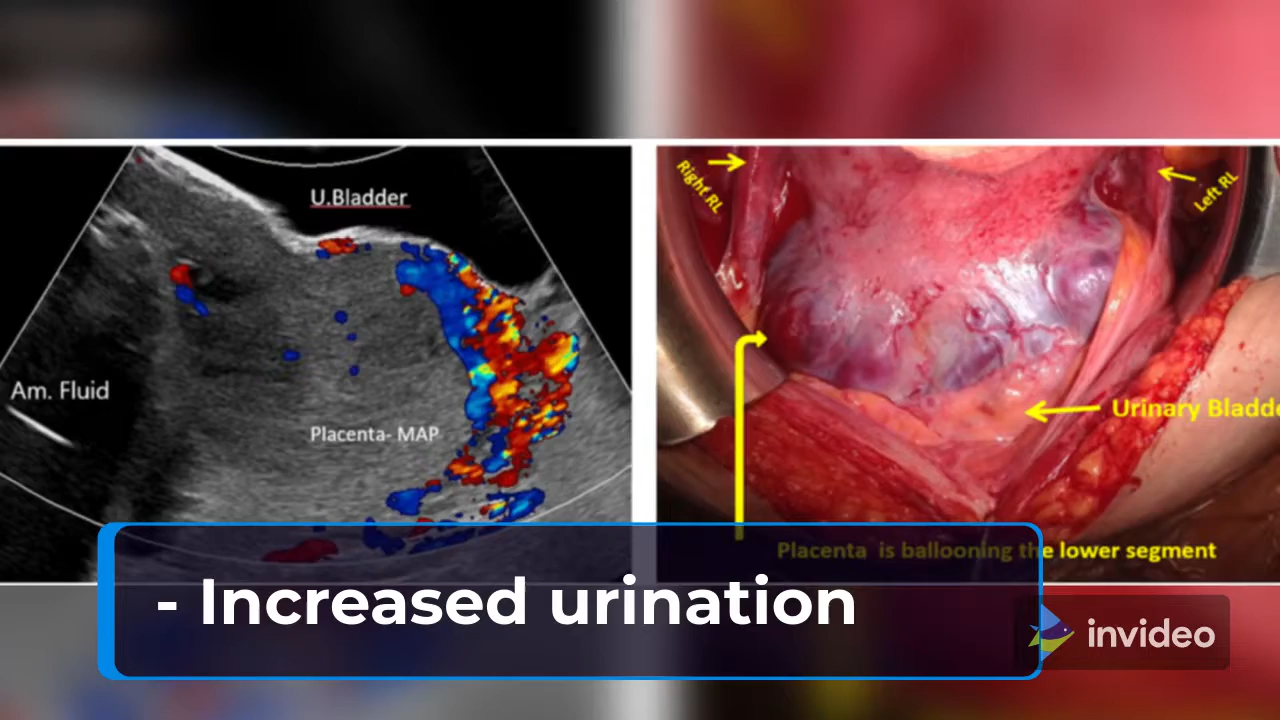 U.Bladder
Am. Fluid
Placenta- MAP
Right RL
Left RL
Urinary Bladde
Placenta is ballooning the lower segment
- Increased urination
invideo